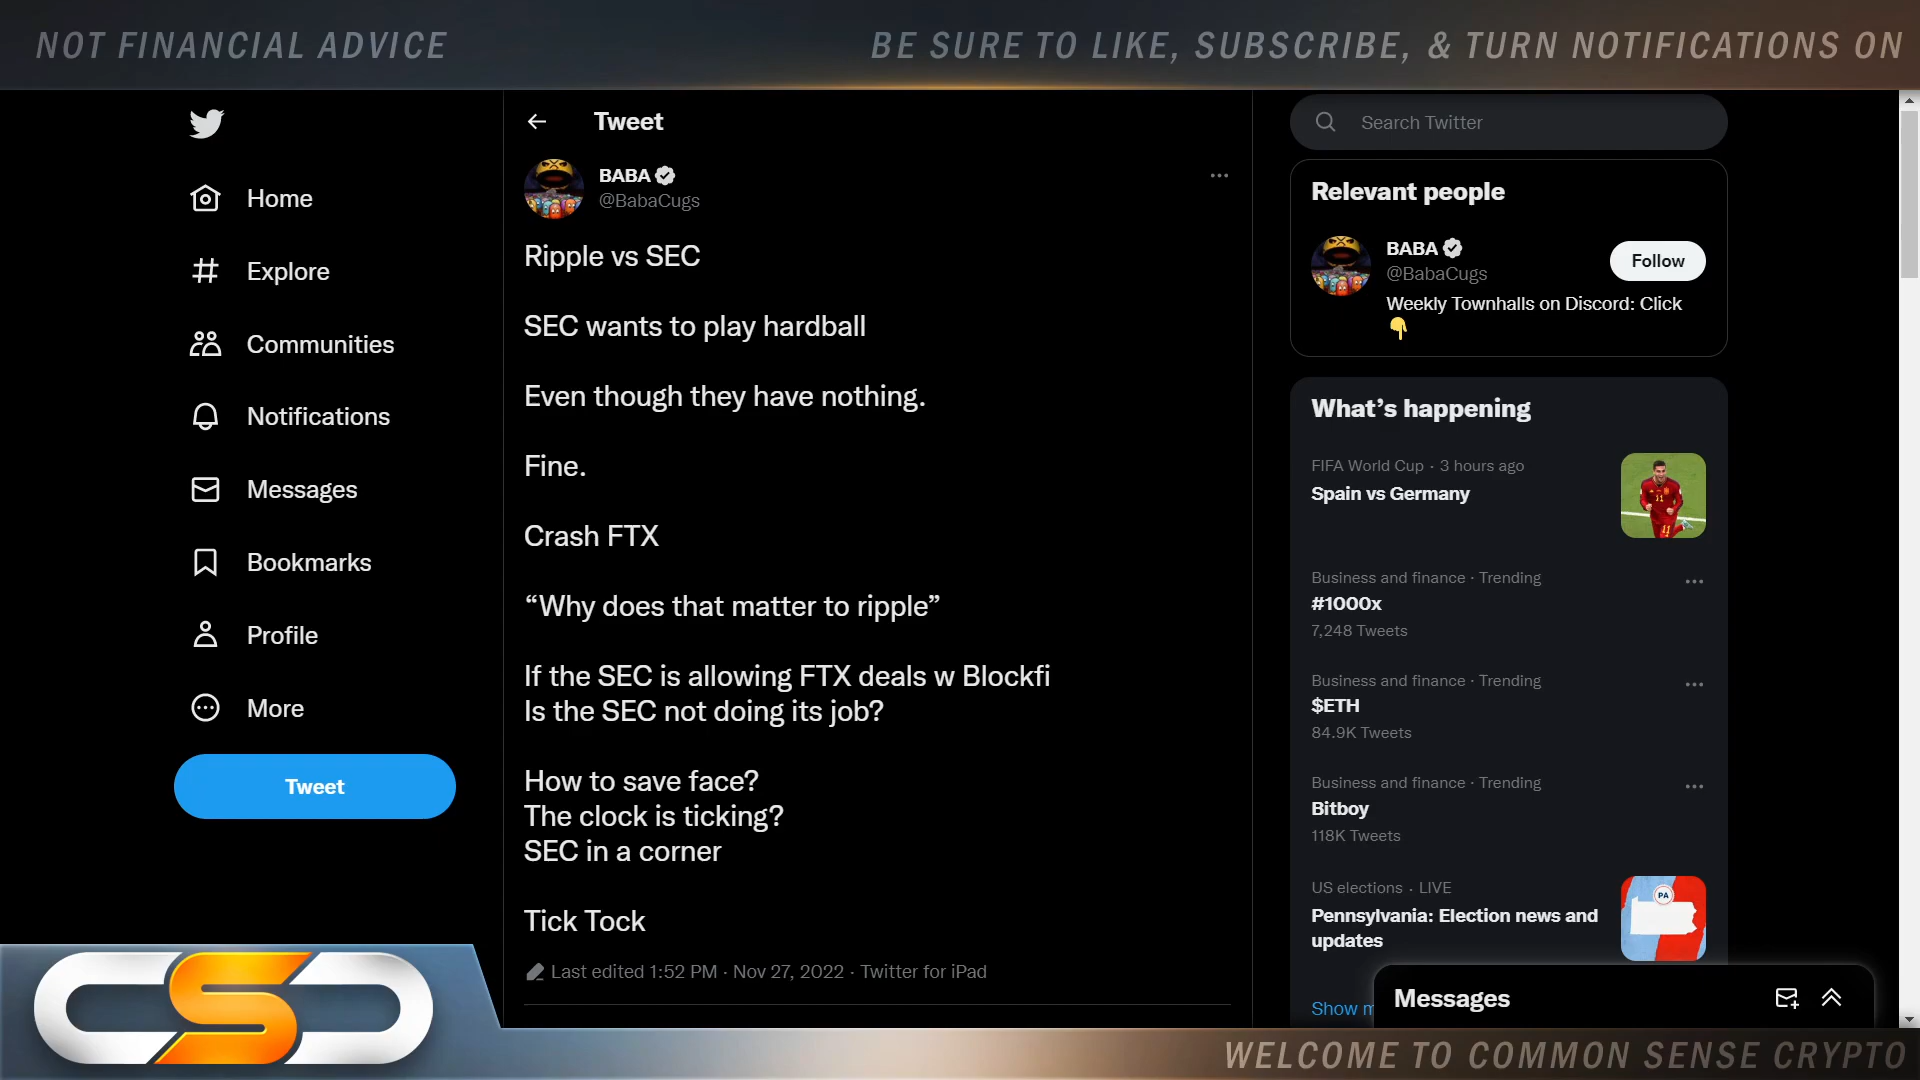 NOT FINANCIAL ADVICE
BE SURE TO LIKE, SUBSCRIBE, & TURN NOTIFICATIONS ON
Home
Explore
Communities
Notifications
Messages
Bookmarks
Profile
More
Tweet
Tweet
BABA
@BabaCugs
Ripple vs SEC
SEC wants to play hardball
Even though they have nothing.
Fine.
Crash FTX
“Why does that matter to ripple”
If the SEC is allowing FTX deals w Blockfi
Is the SEC not doing its job?
How to save face?
The clock is ticking?
SEC in a corner
Tick Tock
Last edited 1:52 PM · Nov 27, 2022 · Twitter for iPad
Search Twitter
Relevant people
BABA
@BabaCugs
Follow
Weekly Townhalls on Discord: Click
What’s happening
FIFA World Cup · 3 hours ago
Spain vs Germany
Business and finance · Trending
#1000x
7,248 Tweets
Business and finance · Trending
$ETH
84.9K Tweets
Business and finance · Trending
Bitboy
118K Tweets
US elections · LIVE
Pennsylvania: Election news and
updates
PA
Show m
Messages
CSC
WELCOME TO COMMON SENSE CRYPTO